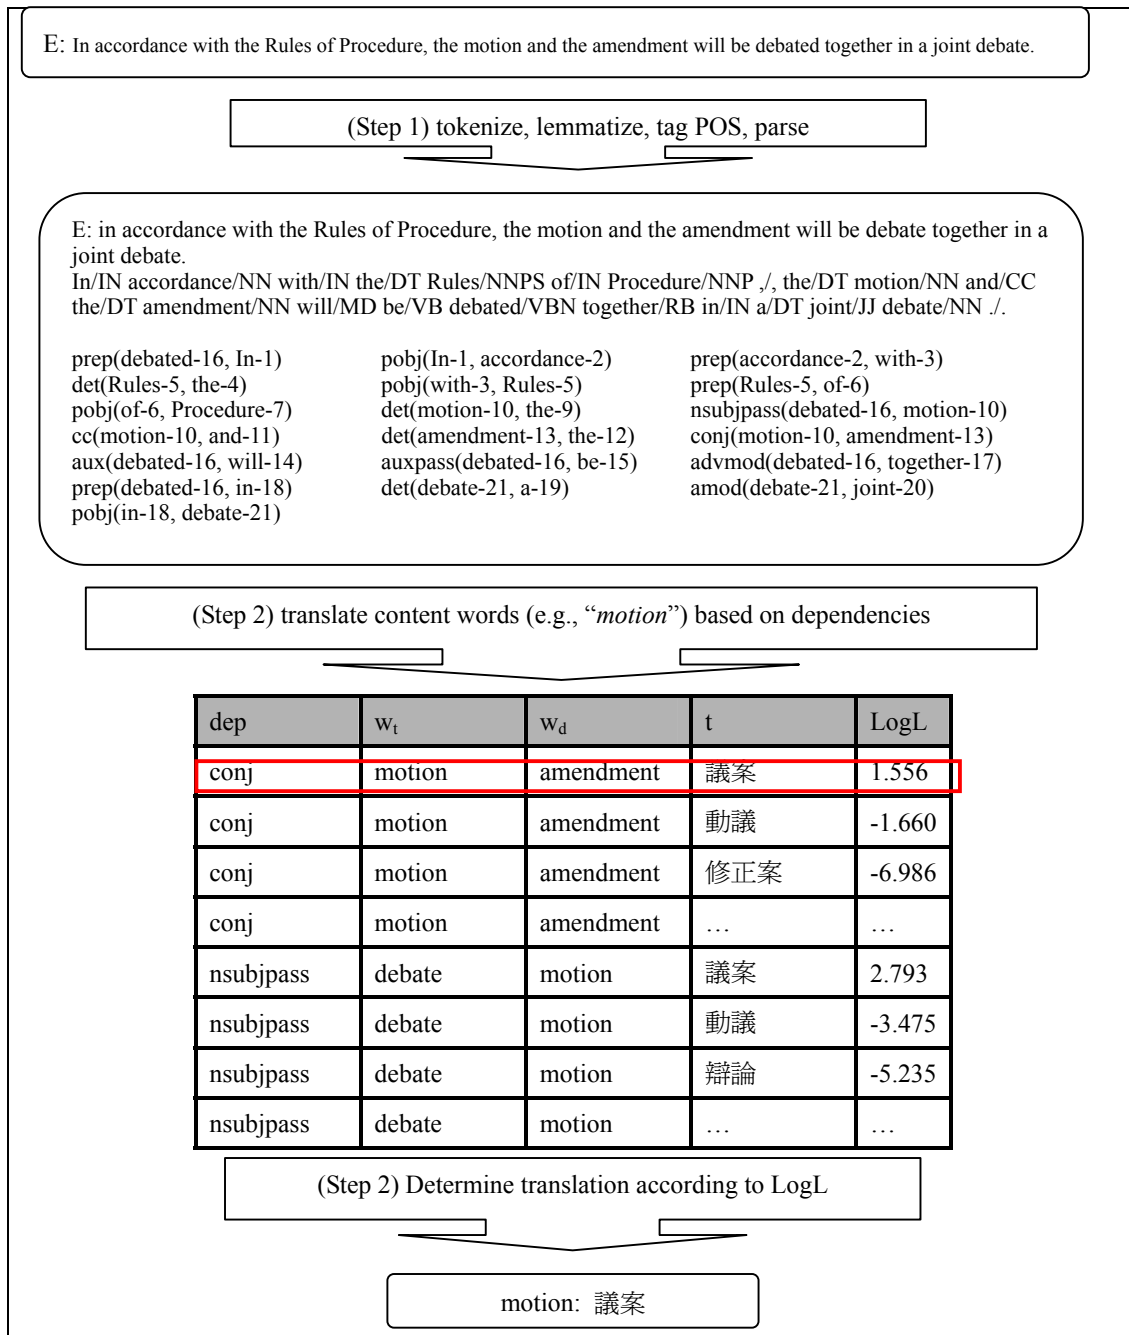 E: In accordance with the Rules of Procedure, the motion and the amendment will be debated together in a joint debate.
(Step 1) tokenize, lemmatize, tag POS, parse
E: in accordance with the Rules of Procedure, the motion and the amendment will be debate together in a
joint debate.
In/IN accordance/NN with/IN the/DT Rules/NNPS of/IN Procedure/NNP ,/, the/DT motion/NN and/CC
the/DT amendment/NN will/MD be/VB debated/VBN together/RB in/IN a/DT joint/JJ debate/NN ./.
prep(debated-16, In-1) pobj(In-1, accordance-2) prep(accordance-2, with-3)
det(Rules-5, the-4) pobj(with-3, Rules-5) prep(Rules-5, of-6)
pobj(of-6, Procedure-7) det(motion-10, the-9) nsubjpass(debated-16, motion-10)
cc(motion-10, and-11) det(amendment-13, the-12) conj(motion-10, amendment-13)
aux(debated-16, will-14) auxpass(debated-16, be-15) advmod(debated-16, together-17)
prep(debated-16, in-18) det(debate-21, a-19) amod(debate-21, joint-20)
pobj(in-18, debate-21)
(Step 2) translate content words (e.g., “motion”) based on dependencies
dep wt wd t LogL
conj motion amendment 議案 1.556
conj motion amendment 動議 -1.660
conj motion amendment 修正案 -6.986
conj motion amendment … …
nsubjpass debate motion 議案 2.793
nsubjpass debate motion 動議 -3.475
nsubjpass debate motion 辯論 -5.235
nsubjpass debate motion … …
(Step 2) Determine translation according to LogL
motion: 議案